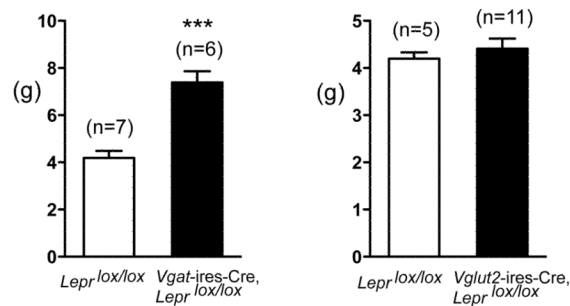 10
8
6
4
2
0
(g)
***
(n=6)
(n=7)
Lepr lox/lox
Vgat-ires-Cre,
Lepr lox/lox
5
4
3
2
1
0
(g)
(n=5)
(n=11)
Lepr lox/lox
Vglut2-ires-Cre,
Lepr lox/lox